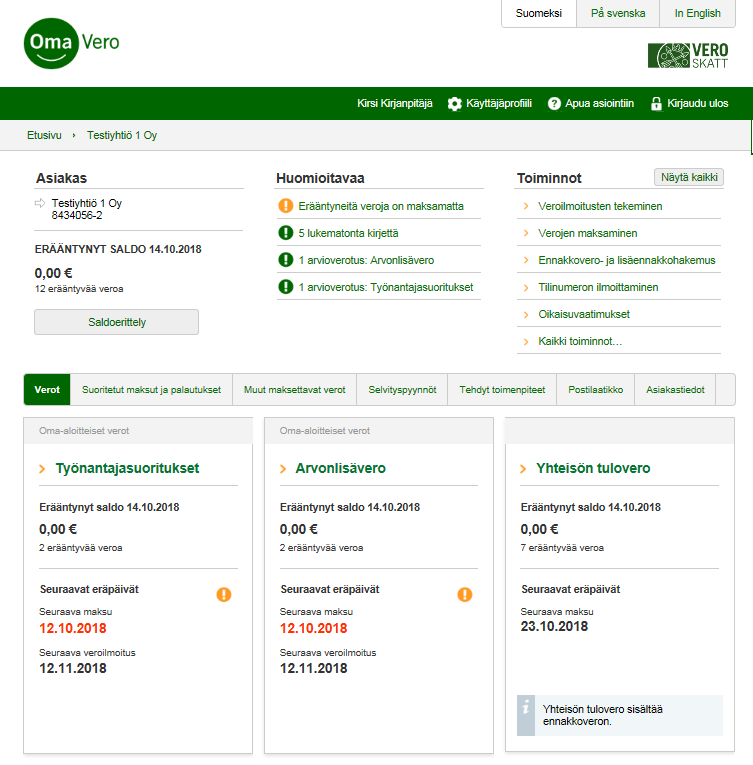 Suomeksi På svenska In English
Oma Vero
VERO
SKATT
Kirsi Kirjanpitäjä Käyttäjäprofiili ? Apua asiointiin Kirjaudu ulos
Etusivu › Testiyhtiö 1 Oy
Asiakas
Testiyhtiö 1 Oy
8434056-2
ERÄÄNTYNYT SALDO 14.10.2018
0,00 €
12 erääntyvää veroa
Saldoerittely
Huomioitavaa
! Erääntyneitä veroja on maksamatta
! 5 lukematonta kirjettä
! 1 arvioverotus: Arvonlisävero
! 1 arvioverotus: Työnantajasuoritukset
Toiminnot Näytä kaikki
› Veroilmoitusten tekeminen
› Verojen maksaminen
› Ennakkovero- ja lisäennakkohakemus
› Tilinumeron ilmoittaminen
› Oikaisuvaatimukset
› Kaikki toiminnot...
Verot Suoritetut maksut ja palautukset Muut maksettavat verot Selvityspyynnöt Tehdyt toimenpiteet Postilaatikko Asiakastiedot
Oma-aloitteiset verot
› Työnantajasuoritukset
Erääntynyt saldo 14.10.2018
0,00 €
2 erääntyvää veroa
Seuraavat eräpäivät !
Seuraava maksu
12.10.2018
Seuraava veroilmoitus
12.11.2018
Oma-aloitteiset verot
› Arvonlisävero
Erääntynyt saldo 14.10.2018
0,00 €
2 erääntyvää veroa
Seuraavat eräpäivät !
Seuraava maksu
12.10.2018
Seuraava veroilmoitus
12.11.2018
› Yhteisön tulovero
Erääntynyt saldo 14.10.2018
0,00 €
7 erääntyvää veroa
Seuraavat eräpäivät
Seuraava maksu
23.10.2018
i Yhteisön tulovero sisältää
ennakkoveron.